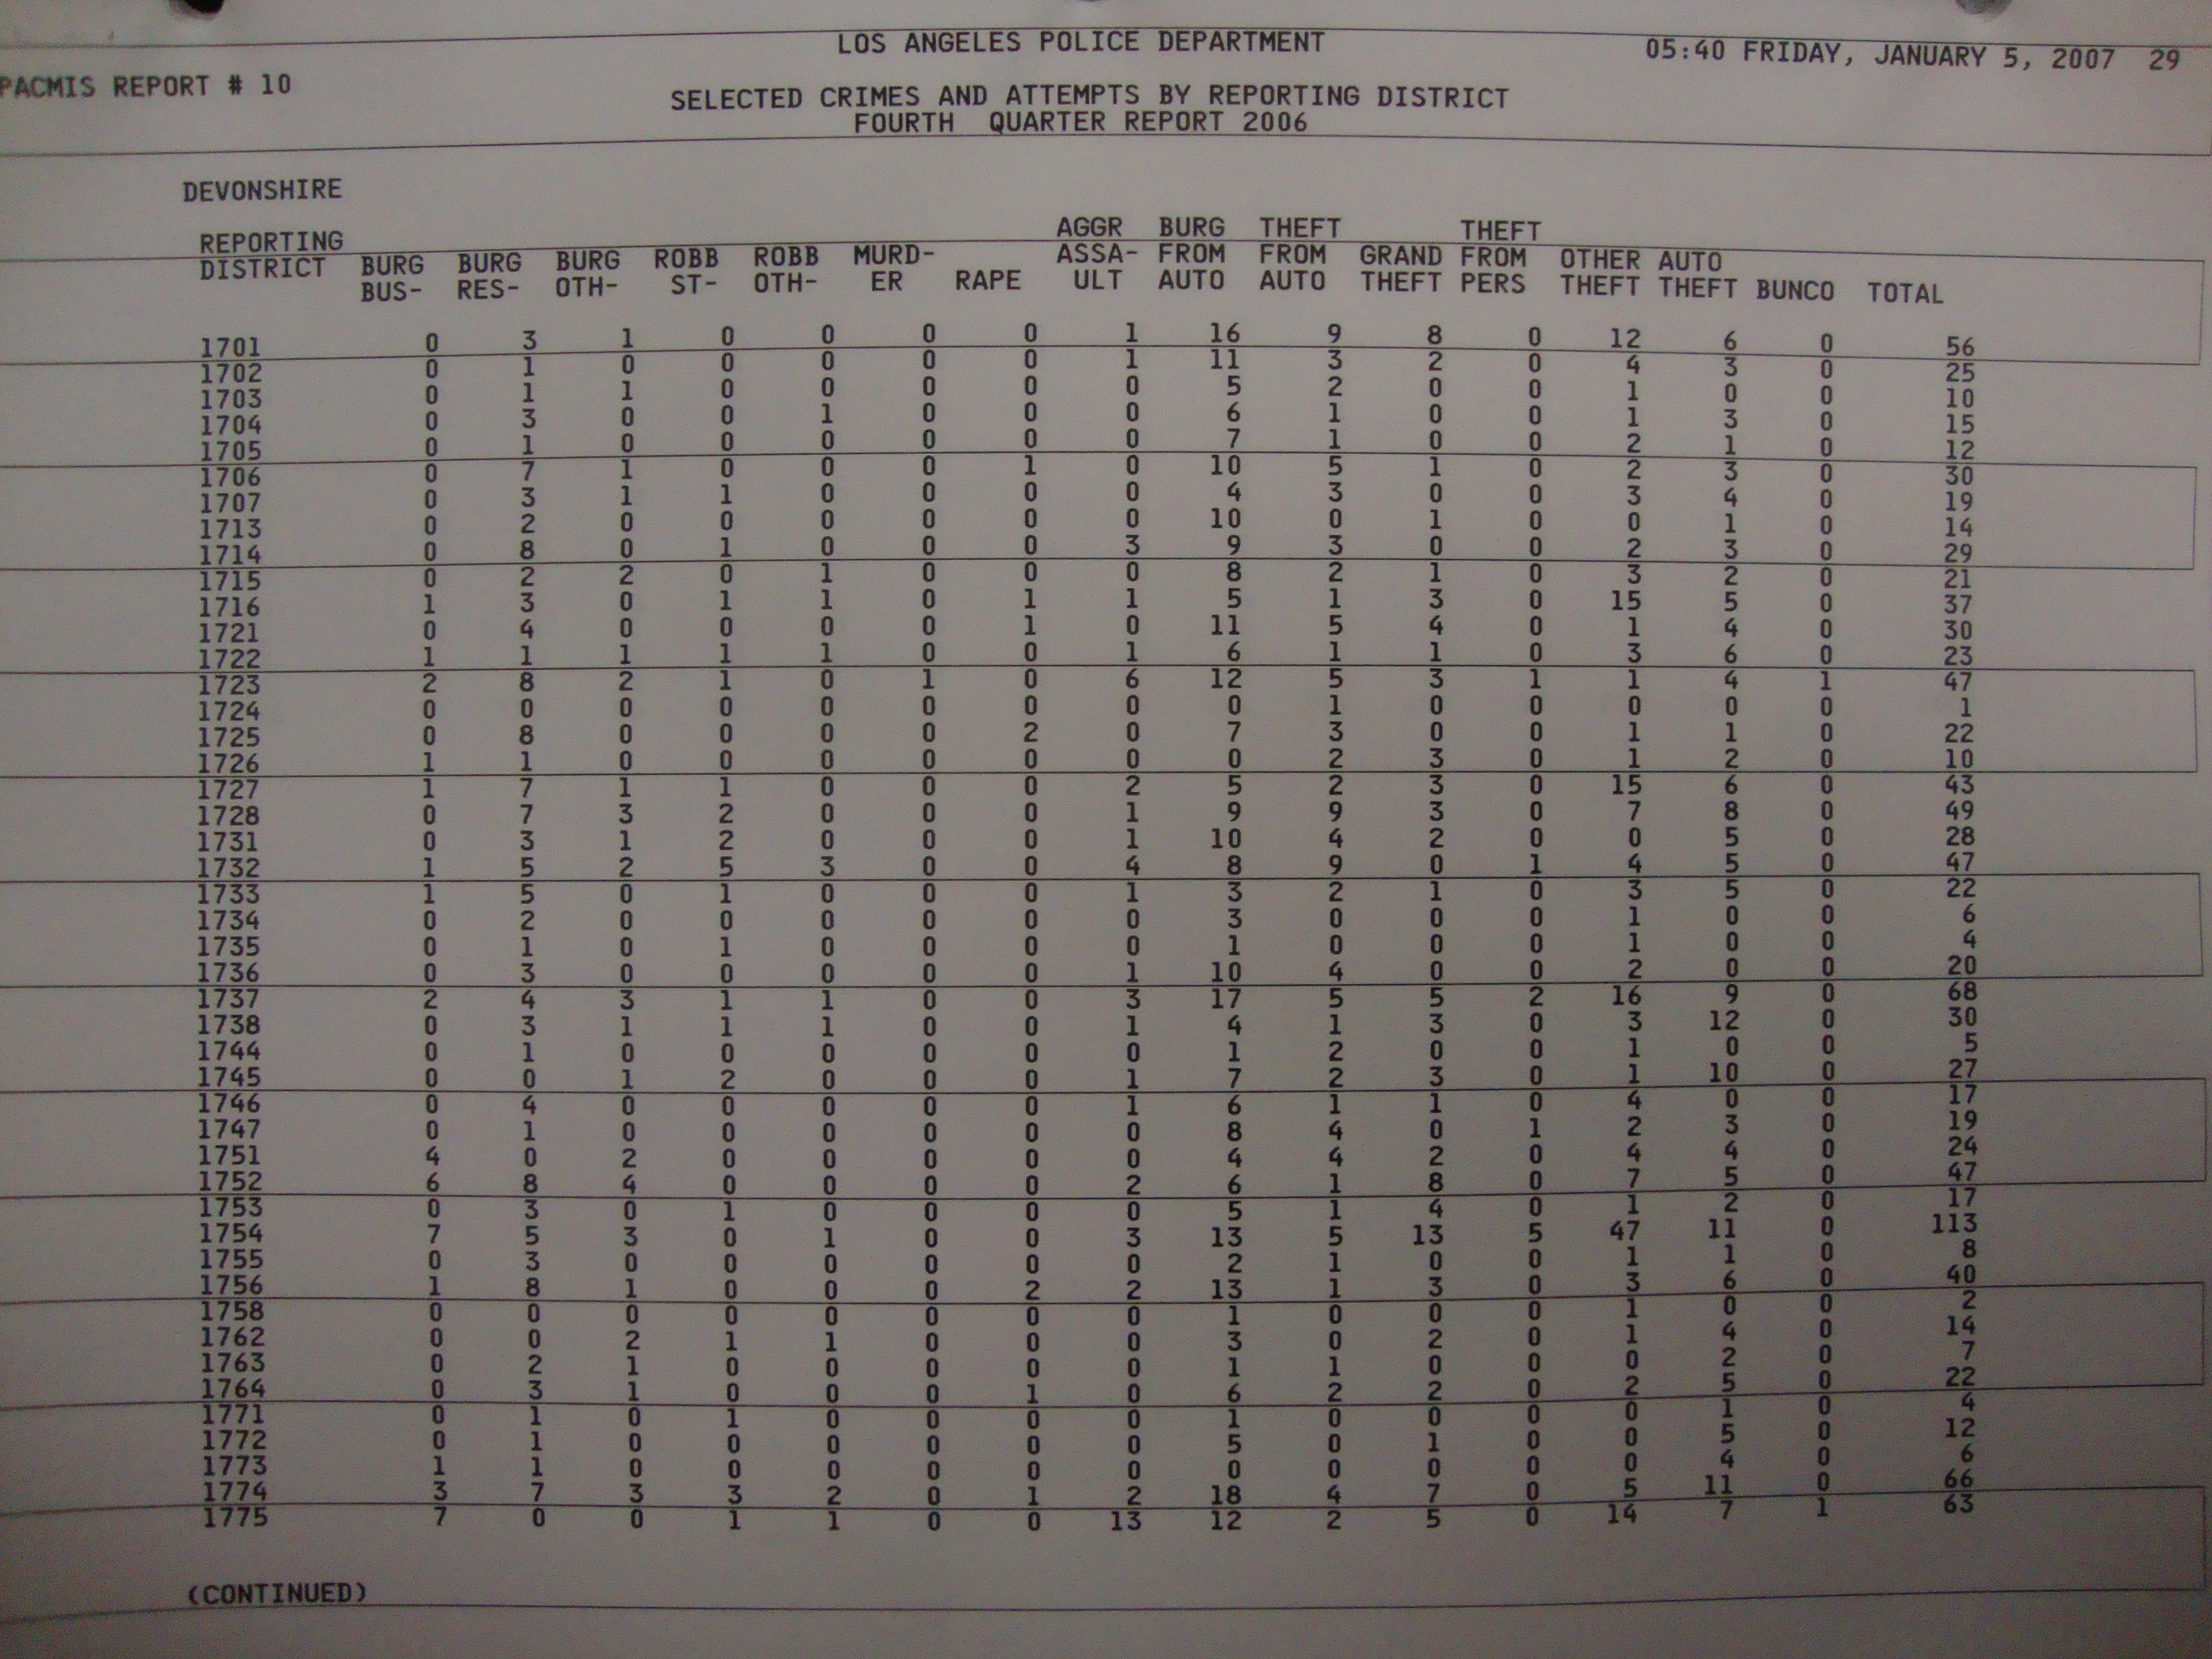 LOS ANGELES POLICE DEPARTMENT 05:40 FRIDAY, JANUARY 5, 2007 29
PACMIS REPORT # 10
SELECTED CRIMES AND ATTEMPTS BY REPORTING DISTRICT
FOURTH QUARTER REPORT 2006
DEVONSHIRE
AGGR BURG THEFT THEFT
REPORTING BURG BURG BURG ROBB ROBB MURD- ASSA- FROM FROM GRAND FROM OTHER AUTO
DISTRICT BUS- RES- OTH- ST- OTH- ER RAPE ULT AUTO AUTO THEFT PERS THEFT THEFT BUNCO TOTAL
1701 0 3 1 0 0 0 0 1 16 9 8 0 12 6 0 56
1702 0 1 0 0 0 0 0 1 11 3 2 0 4 3 0 25
1703 0 1 1 0 0 0 0 0 5 2 0 0 1 0 0 10
1704 0 3 0 0 1 0 0 0 6 1 0 0 1 3 0 15
1705 0 1 0 0 0 0 0 0 7 1 0 0 2 1 0 12
1706 0 7 1 0 0 0 1 0 10 5 1 0 2 3 0 30
1707 0 3 1 1 0 0 0 0 4 3 0 0 3 4 0 19
1713 0 2 0 0 0 0 0 0 10 0 1 0 0 1 0 14
1714 0 8 0 1 0 0 0 3 9 3 0 0 2 3 0 29
1715 0 2 2 0 1 0 0 0 8 2 1 0 3 2 0 21
1716 1 3 0 1 1 0 1 1 5 1 3 0 15 5 0 37
1721 0 4 0 0 0 0 1 0 11 5 4 0 1 4 0 30
1722 1 1 1 1 1 0 0 1 6 1 1 0 3 6 0 23
1723 2 8 2 1 0 1 0 6 12 5 3 1 1 4 1 47
1724 0 0 0 0 0 0 0 0 0 1 0 0 0 0 0 1
1725 0 8 0 0 0 0 2 0 7 3 0 0 1 1 0 22
1726 1 1 0 0 0 0 0 0 0 2 3 0 1 2 0 10
1727 1 7 1 1 0 0 0 2 5 2 3 0 15 6 0 43
1728 0 7 3 2 0 0 0 1 9 9 3 0 7 8 0 49
1731 0 3 1 2 0 0 0 1 10 4 2 0 0 5 0 28
1732 1 5 2 5 3 0 0 4 8 9 0 1 4 5 0 47
1733 1 5 0 1 0 0 0 1 3 2 1 0 3 5 0 22
1734 0 2 0 0 0 0 0 0 3 0 0 0 1 0 0 6
1735 0 1 0 1 0 0 0 0 1 0 0 0 1 0 0 4
1736 0 3 0 0 0 0 0 1 10 4 0 0 2 0 0 20
1737 2 4 3 1 1 0 0 3 17 5 5 2 16 9 0 68
1738 0 3 1 1 1 0 0 1 4 1 3 0 3 12 0 30
1744 0 1 0 0 0 0 0 0 1 2 0 0 1 0 0 5
1745 0 0 1 2 0 0 0 1 7 2 3 0 1 10 0 27
1746 0 4 0 0 0 0 0 1 6 1 1 0 4 0 0 17
1747 0 1 0 0 0 0 0 0 8 4 0 1 2 3 0 19
1751 4 0 2 0 0 0 0 0 4 4 2 0 4 4 0 24
1752 6 8 4 0 0 0 0 2 6 1 8 0 7 5 0 47
1753 0 3 0 1 0 0 0 0 5 1 4 0 1 2 0 17
1754 7 5 3 0 1 0 0 3 13 5 13 5 47 11 0 113
1755 0 3 0 0 0 0 0 0 2 1 0 0 1 1 0 8
1756 1 8 1 0 0 0 2 2 13 1 3 0 3 6 0 40
1758 0 0 0 0 0 0 0 0 1 0 0 0 1 0 0 2
1762 0 0 2 1 1 0 0 0 3 0 2 0 1 4 0 14
1763 0 2 1 0 0 0 0 0 1 1 0 0 0 2 0 7
1764 0 3 1 0 0 0 1 0 6 2 2 0 2 5 0 22
1771 0 1 0 1 0 0 0 0 1 0 0 0 0 1 0 4
1772 0 1 0 0 0 0 0 0 5 0 1 0 0 5 0 12
1773 1 1 0 0 0 0 0 0 0 0 0 0 0 4 0 6
1774 3 7 3 3 2 0 1 2 18 4 7 0 5 11 0 66
1775 7 0 0 1 1 0 0 13 12 2 5 0 14 7 1 63
(CONTINUED)